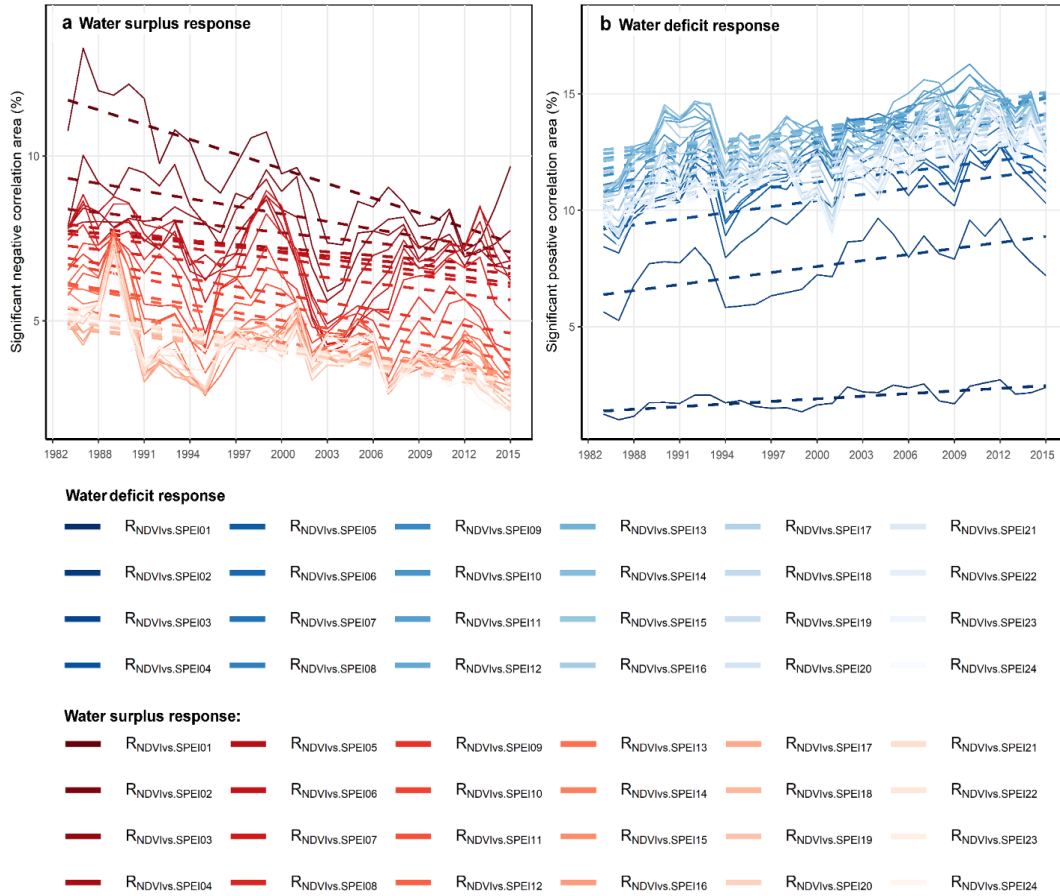 a Water surplus response
Significant negative correlation area (%)
10
5
1982 1988 1991 1994 1997 2000 2003 2006 2009 2012 2015
b Water deficit response
Significant posative correlation area (%)
15
10
5
1982 1988 1991 1994 1997 2000 2003 2006 2009 2012 2015
Water deficit response
RNDVIvs.SPEI01 RNDVIvs.SPEI05 RNDVIvs.SPEI09 RNDVIvs.SPEI13 RNDVIvs.SPEI17 RNDVIvs.SPEI21
RNDVIvs.SPEI02 RNDVIvs.SPEI06 RNDVIvs.SPEI10 RNDVIvs.SPEI14 RNDVIvs.SPEI18 RNDVIvs.SPEI22
RNDVIvs.SPEI03 RNDVIvs.SPEI07 RNDVIvs.SPEI11 RNDVIvs.SPEI15 RNDVIvs.SPEI19 RNDVIvs.SPEI23
RNDVIvs.SPEI04 RNDVIvs.SPEI08 RNDVIvs.SPEI12 RNDVIvs.SPEI16 RNDVIvs.SPEI20 RNDVIvs.SPEI24
Water surplus response:
RNDVIvs.SPEI01 RNDVIvs.SPEI05 RNDVIvs.SPEI09 RNDVIvs.SPEI13 RNDVIvs.SPEI17 RNDVIvs.SPEI21
RNDVIvs.SPEI02 RNDVIvs.SPEI06 RNDVIvs.SPEI10 RNDVIvs.SPEI14 RNDVIvs.SPEI18 RNDVIvs.SPEI22
RNDVIvs.SPEI03 RNDVIvs.SPEI07 RNDVIvs.SPEI11 RNDVIvs.SPEI15 RNDVIvs.SPEI19 RNDVIvs.SPEI23
RNDVIvs.SPEI04 RNDVIvs.SPEI08 RNDVIvs.SPEI12 RNDVIvs.SPEI16 RNDVIvs.SPEI20 RNDVIvs.SPEI24